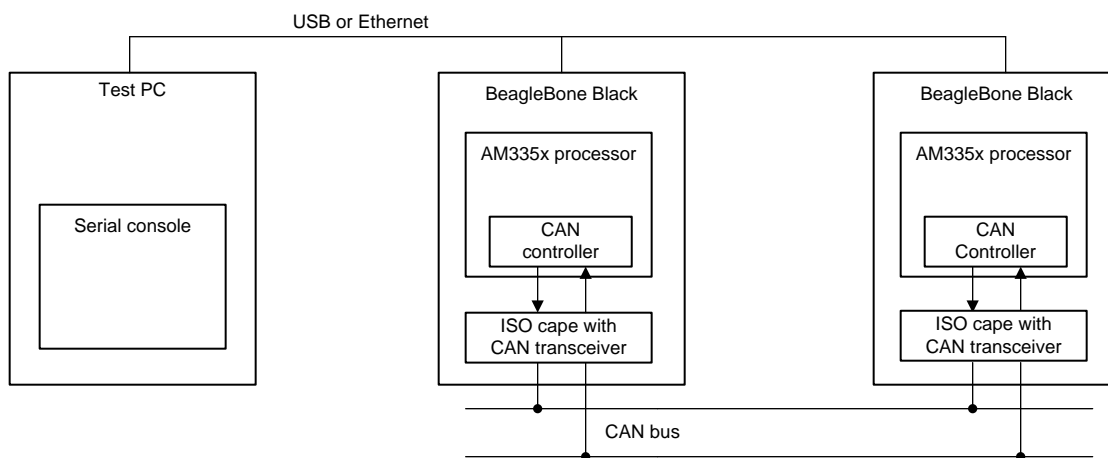 USB or Ethernet
Test PC
Serial console
BeagleBone Black
AM335x processor
CAN
controller
ISO cape with
CAN transceiver
BeagleBone Black
AM335x processor
CAN
Controller
ISO cape with
CAN transceiver
CAN bus